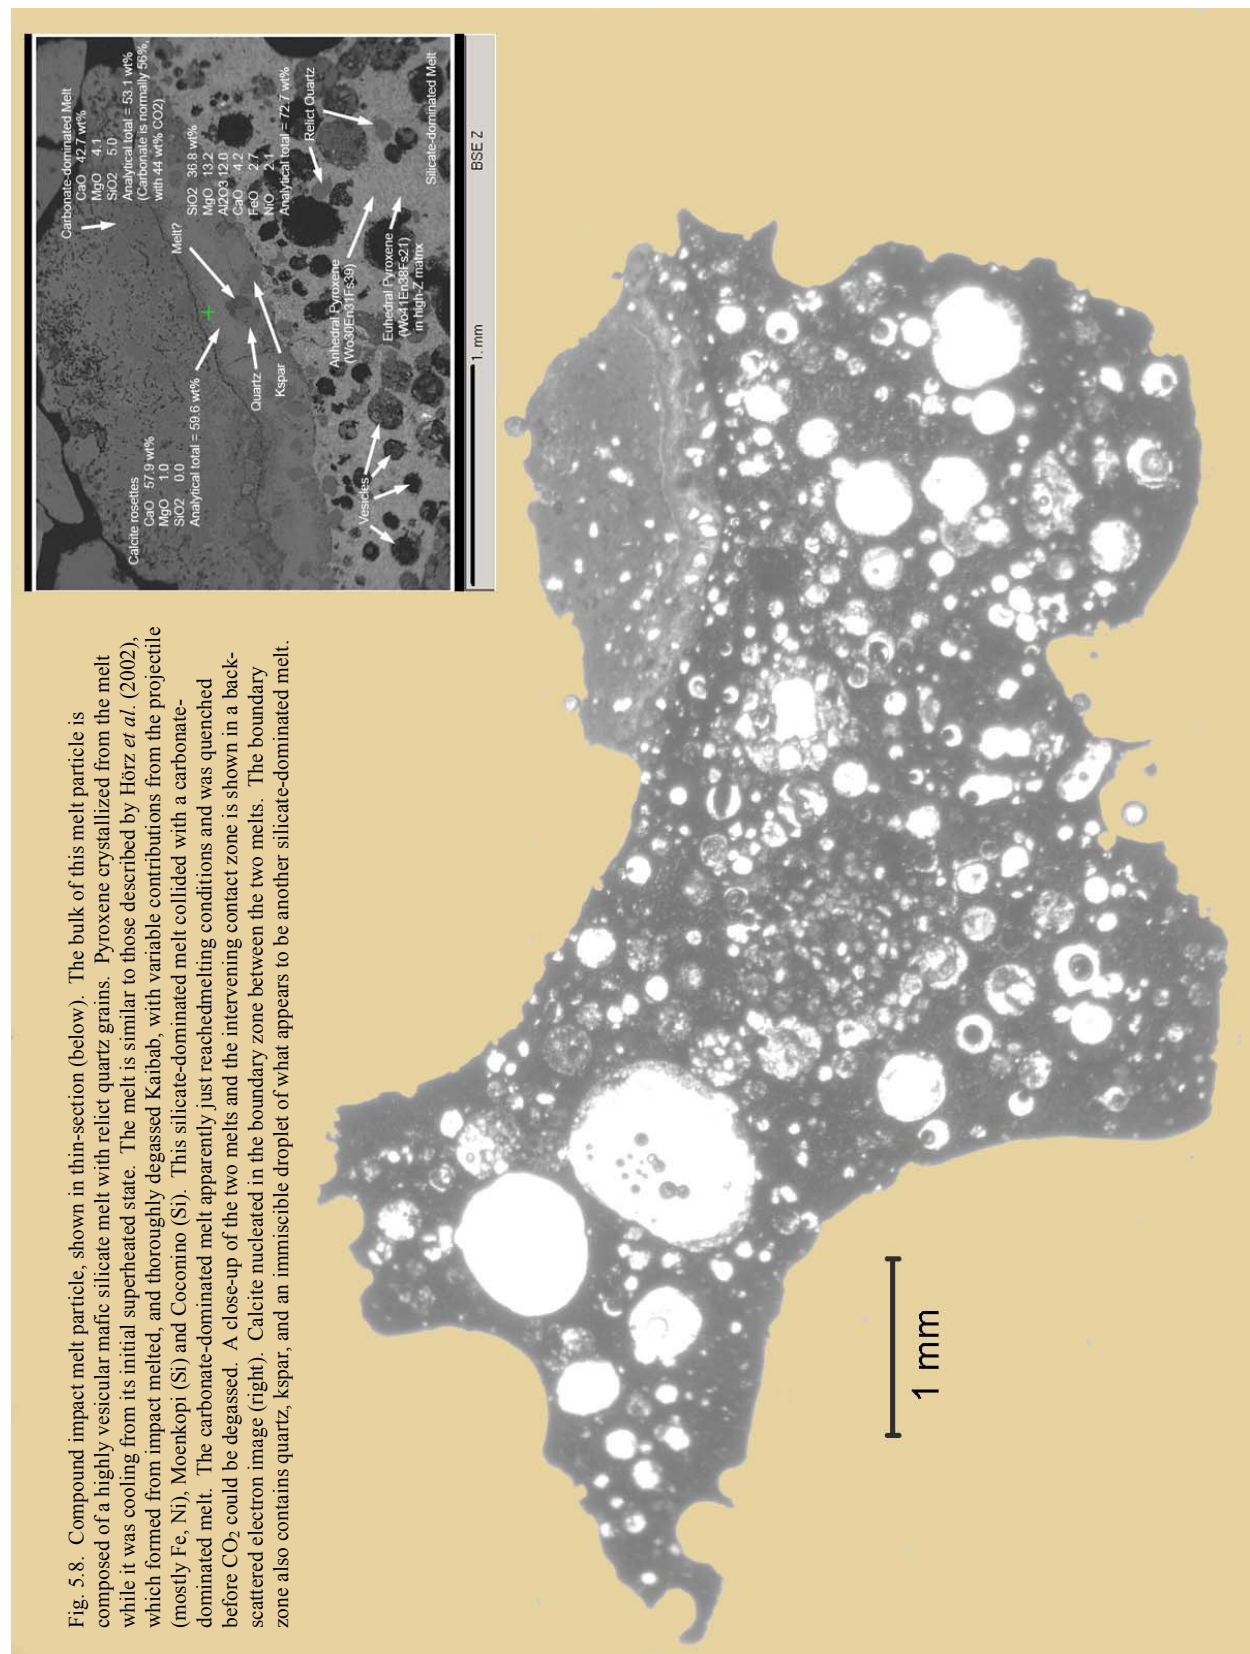 Fig. 5.8. Compound impact melt particle, shown in thin-section (below). The bulk of this melt particle is
composed of a highly vesicular mafic silicate melt with relict quartz grains. Pyroxene crystallized from the melt
while it was cooling from its initial superheated state. The melt is similar to those described by Hörz et al. (2002),
which formed from impact melted, and thoroughly degassed Kaibab, with variable contributions from the projectile
(mostly Fe, Ni), Moenkopi (Si) and Coconino (Si). This silicate-dominated melt collided with a carbonate-
dominated melt. The carbonate-dominated melt apparently just reachedmelting conditions and was quenched
before CO₂ could be degassed. A close-up of the two melts and the intervening contact zone is shown in a back-
scattered electron image (right). Calcite nucleated in the boundary zone between the two melts. The boundary
zone also contains quartz, kspar, and an immiscible droplet of what appears to be another silicate-dominated melt.
Carbonate-dominated Melt
CaO 42.7 wt%
MgO 4.1
SiO2 5.0
Analytical total = 53.1 wt%
(Carbonate is normally 56%,
with 44 wt% CO2)
Calcite rosettes
CaO 57.9 wt%
MgO 1.0
SiO2 0.0
Analytical total = 59.6 wt%
Melt?
SiO2 36.8 wt%
MgO 13.2
Al2O3 12.6
CaO 4.2
FeO 2.7
NiO 2.1
Analytical total = 72.7 wt%
Quartz
Kspar
Relict Quartz
Anhedral Pyroxene
(Wo30En31Fs39)
Euhedral Pyroxene
(Wo41En38Fs21)
in high-Z matrix
Vesicles
Silicate-dominated Melt
1. mm
BSE Z
1 mm